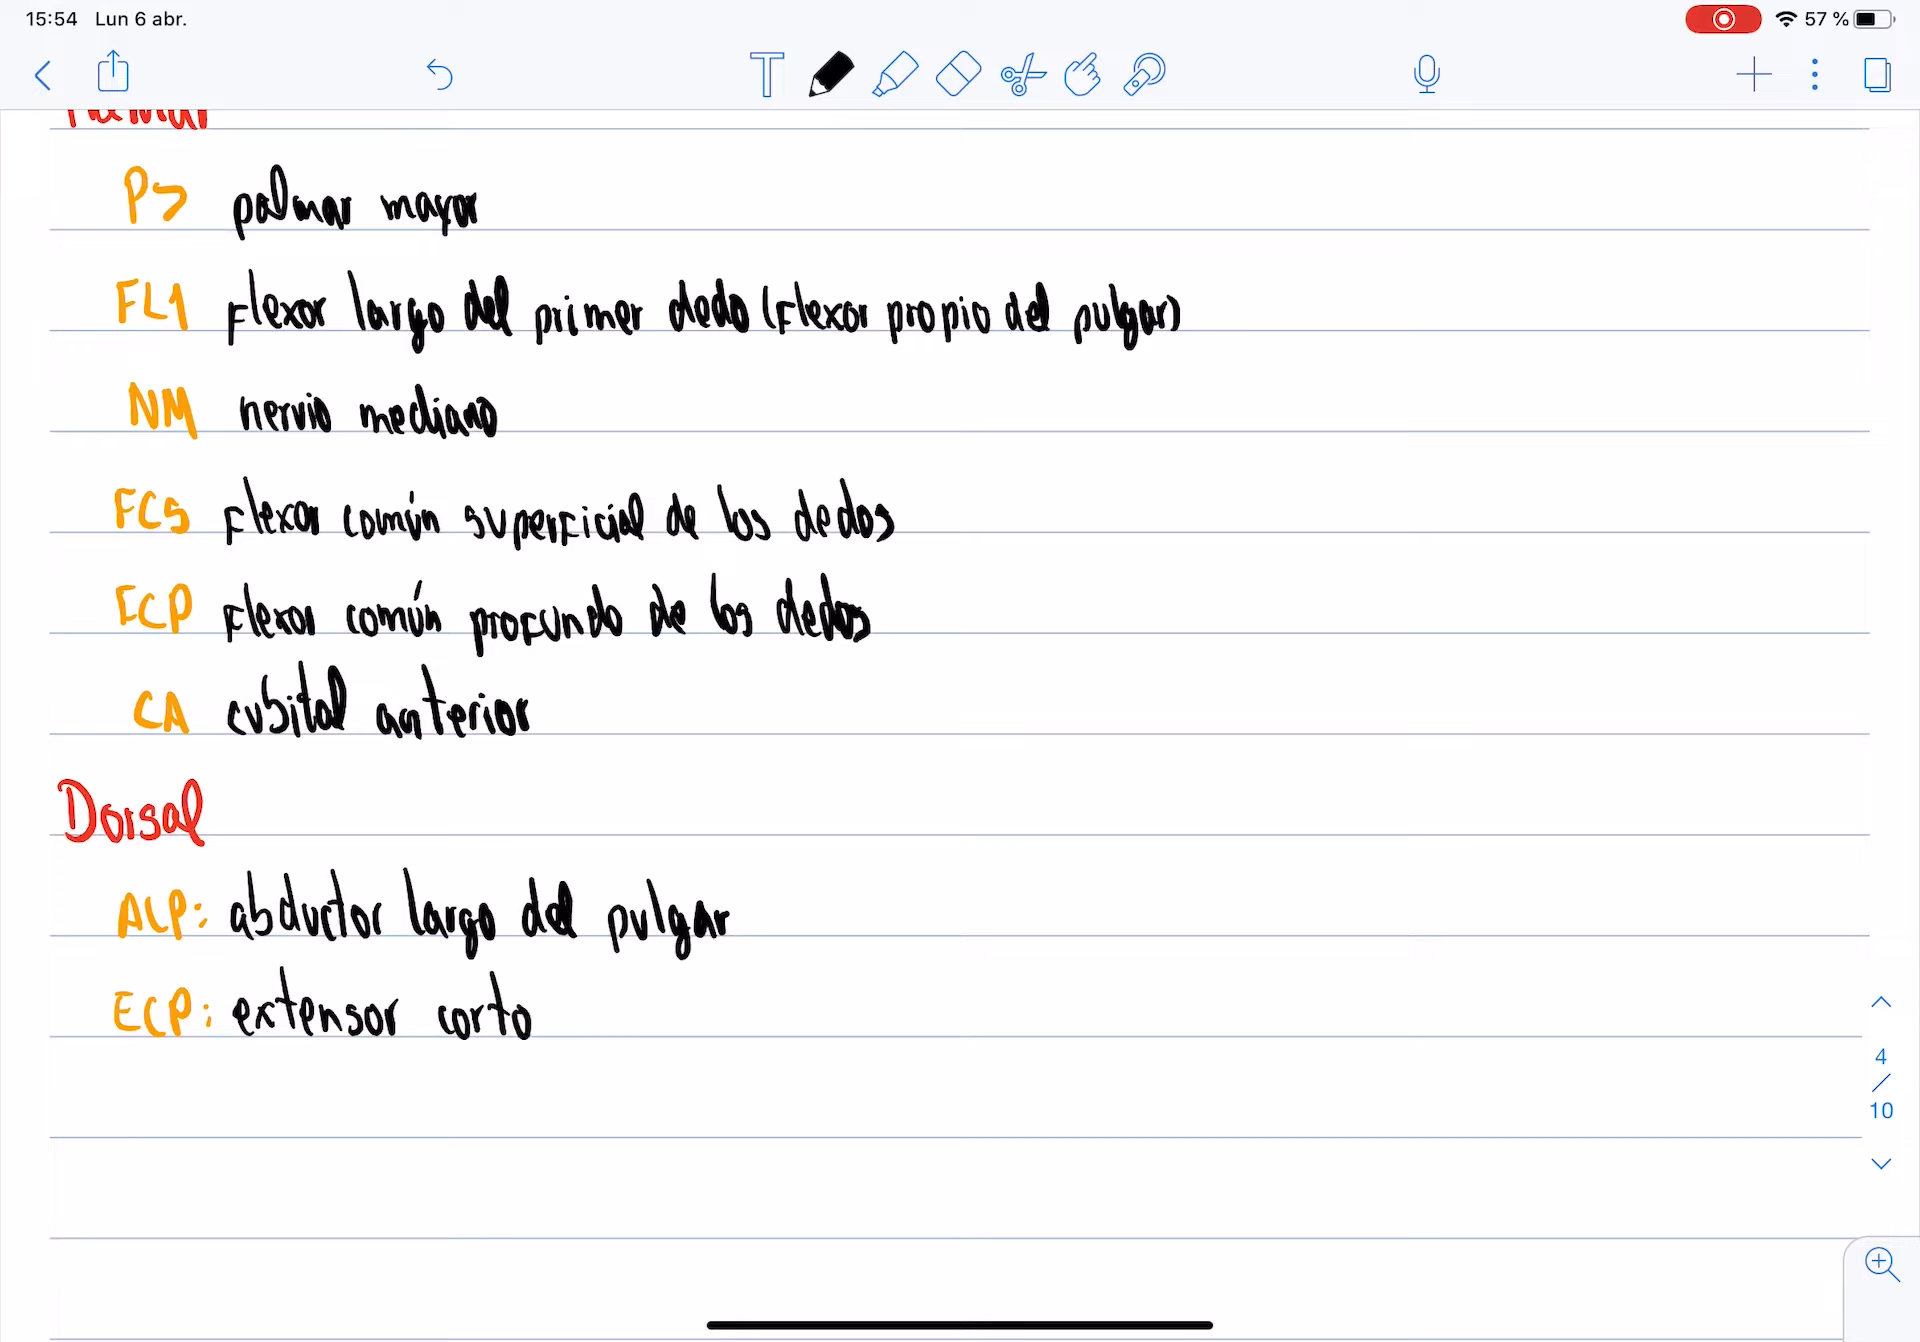 15:54 Lun 6 abr. 57 %
P> palmar mayor
FL1 flexor largo del primer dedo (flexor propio del pulgar)
NM nervio mediano
FCS flexor común superficial de los dedos
FCP flexor común profundo de los dedos
CA cubital anterior
Dorsal
ALP: abductor largo del pulgar
ECP: extensor corto
4
/
10